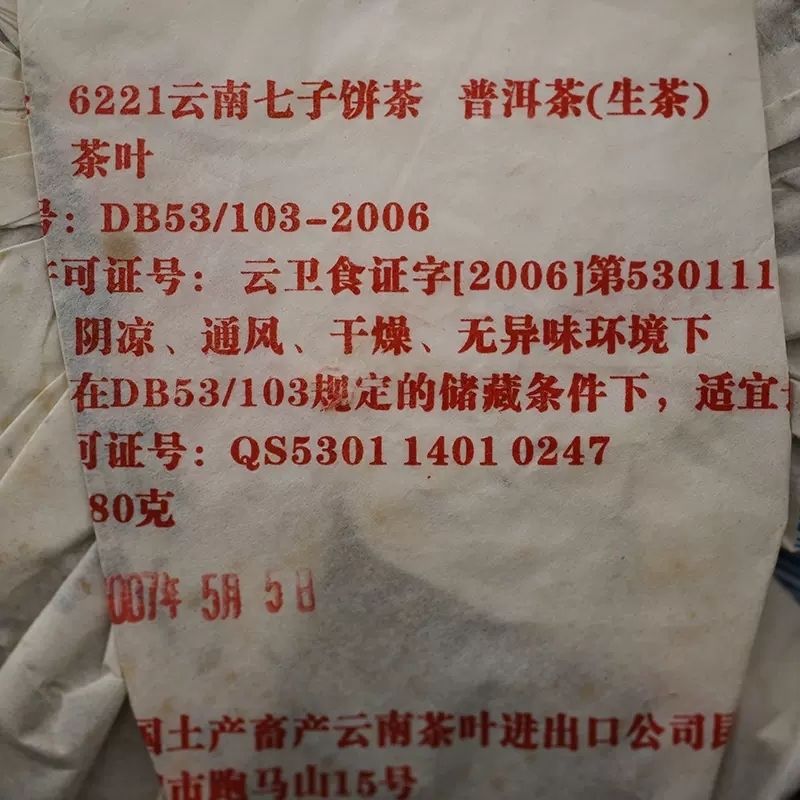 6221云南七子饼茶 普洱茶(生茶)
茶叶
号：DB53/103-2006
可证号：云卫食证字[2006]第530111
阴凉、通风、干燥、无异味环境下
在DB53/103规定的储藏条件下，适宜
可证号：QS5301 1401 0247
80克
007年 5月 5日
国土产畜产云南茶叶进出口公司
市跑马山15号